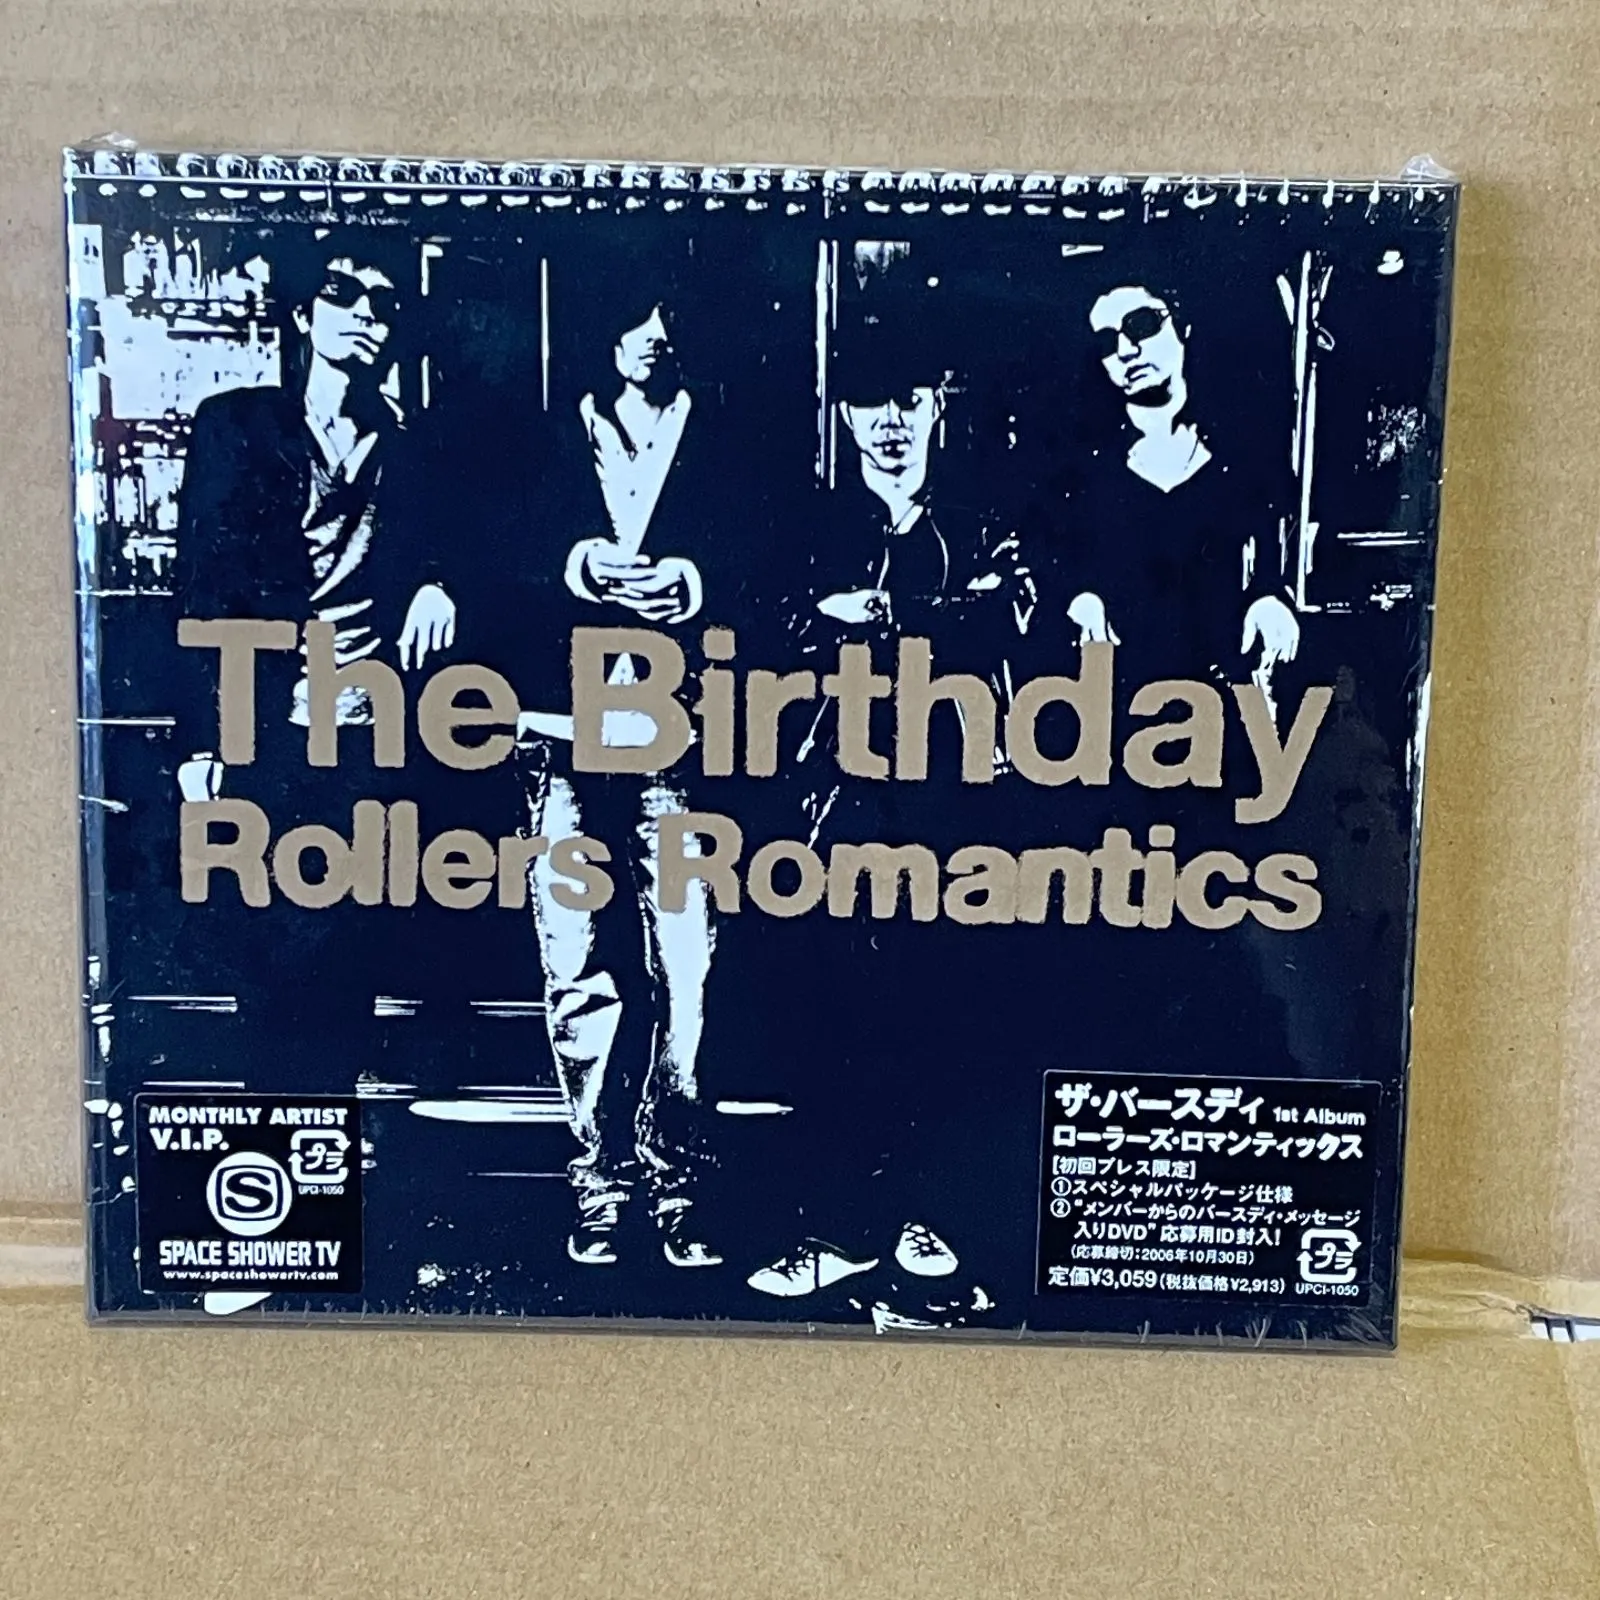 The Birthday
Rollers Romantics
MONTHLY ARTIST
V.I.P.
プラ
UPCI-1050
S
SPACE SHOWER TV
www.spaceshowertv.com
ザ・バースディ 1st Album
ローラーズ・ロマンティックス
[初回プレス限定]
①スペシャルパッケージ仕様
②"メンバーからのバースディ・メッセージ
入りDVD"応募用ID封入!
(応募締切:2006年10月30日)
定価¥3,059(税抜価格¥2,913)
プラ
UPCI-1050